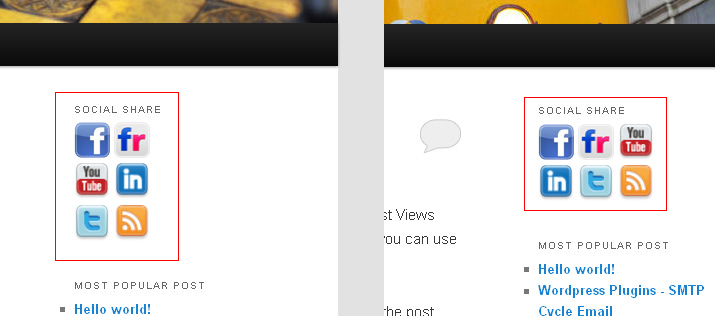 SOCIAL SHARE
f fr
You Tube in
t
MOST POPULAR POST
Hello world!
st Views
you can use
the post
SOCIAL SHARE
f fr You Tube
in t
MOST POPULAR POST
Hello world!
Wordpress Plugins - SMTP
Cycle Email